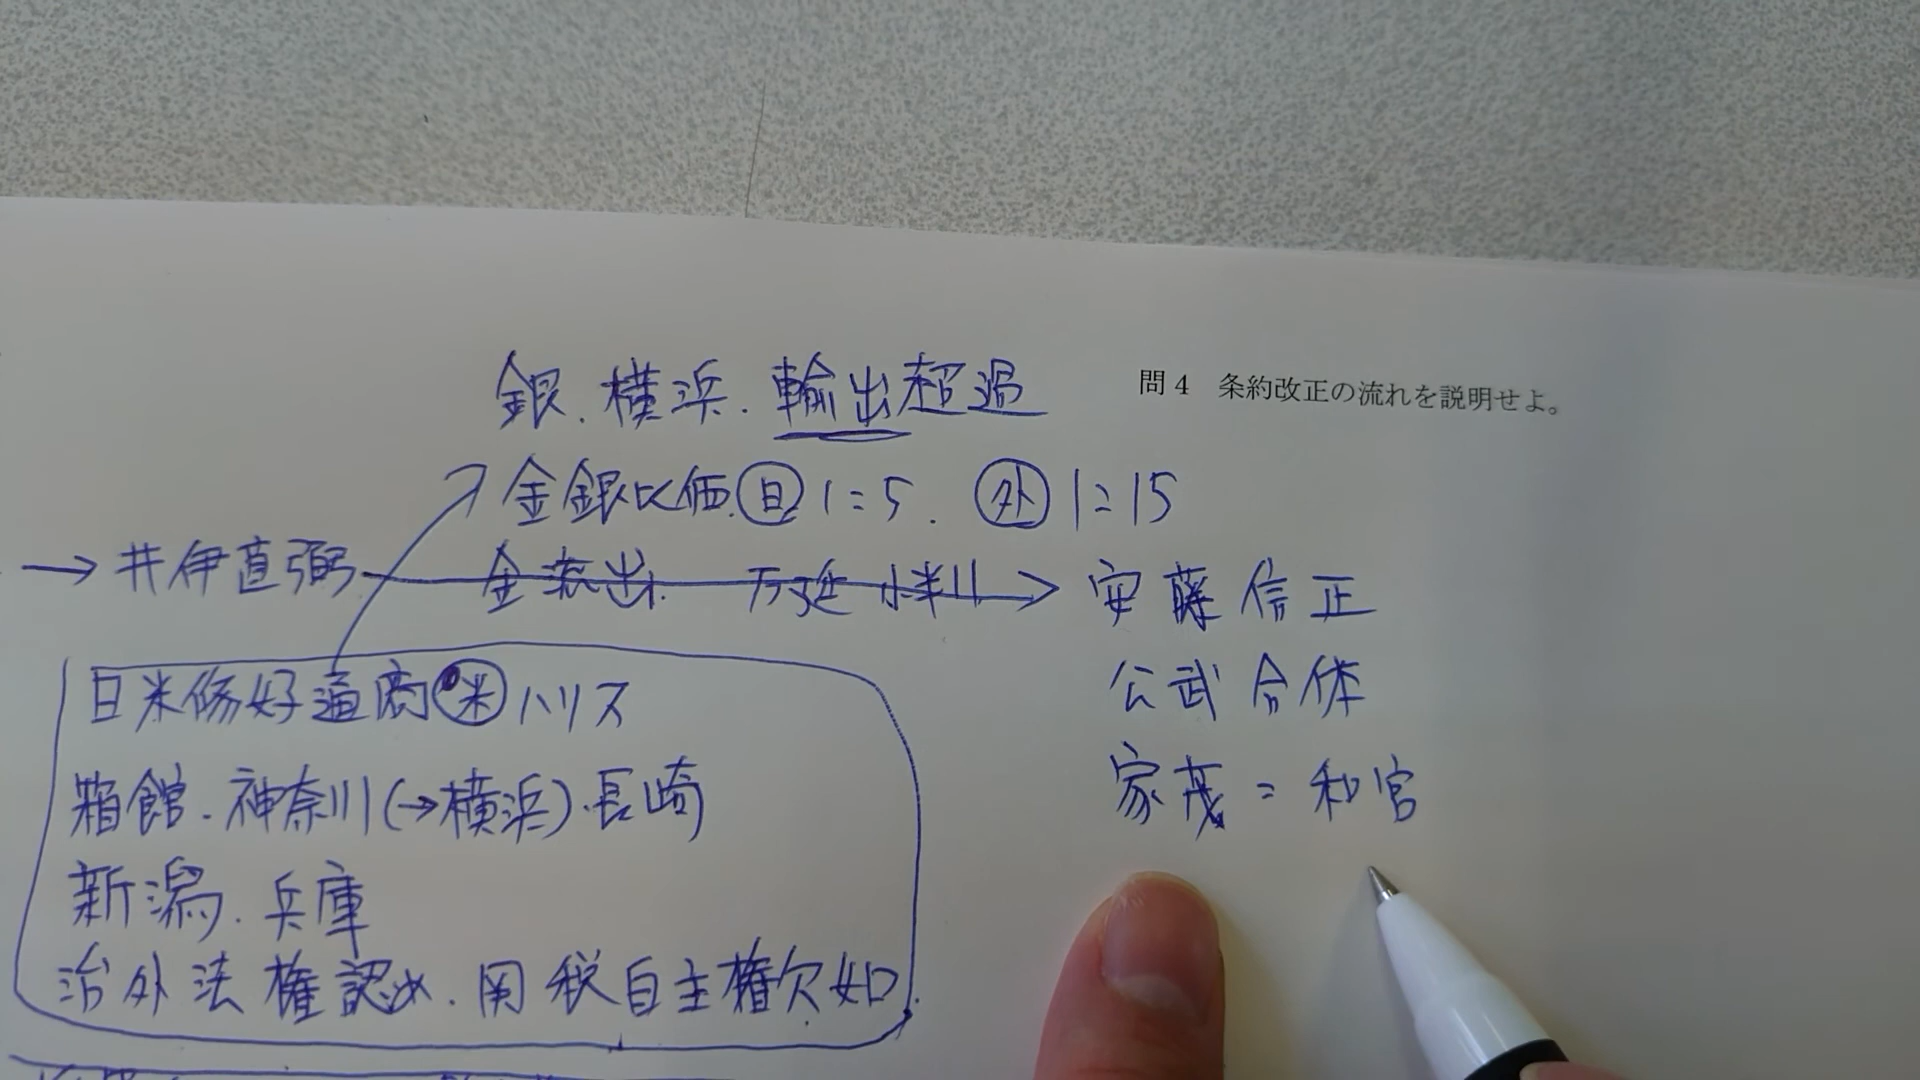 銀.横浜.輸出超過
問4 条約改正の流れを説明せよ。
金銀比価.日1:5. 外1:15
→井伊直弼
金流出. 万延小判
→安藤信正
公武合体
家茂=和宮
日米修好通商米ハリス
箱館.神奈川(→横浜).長崎
新潟.兵庫
治外法権認め.関税自主権欠如.